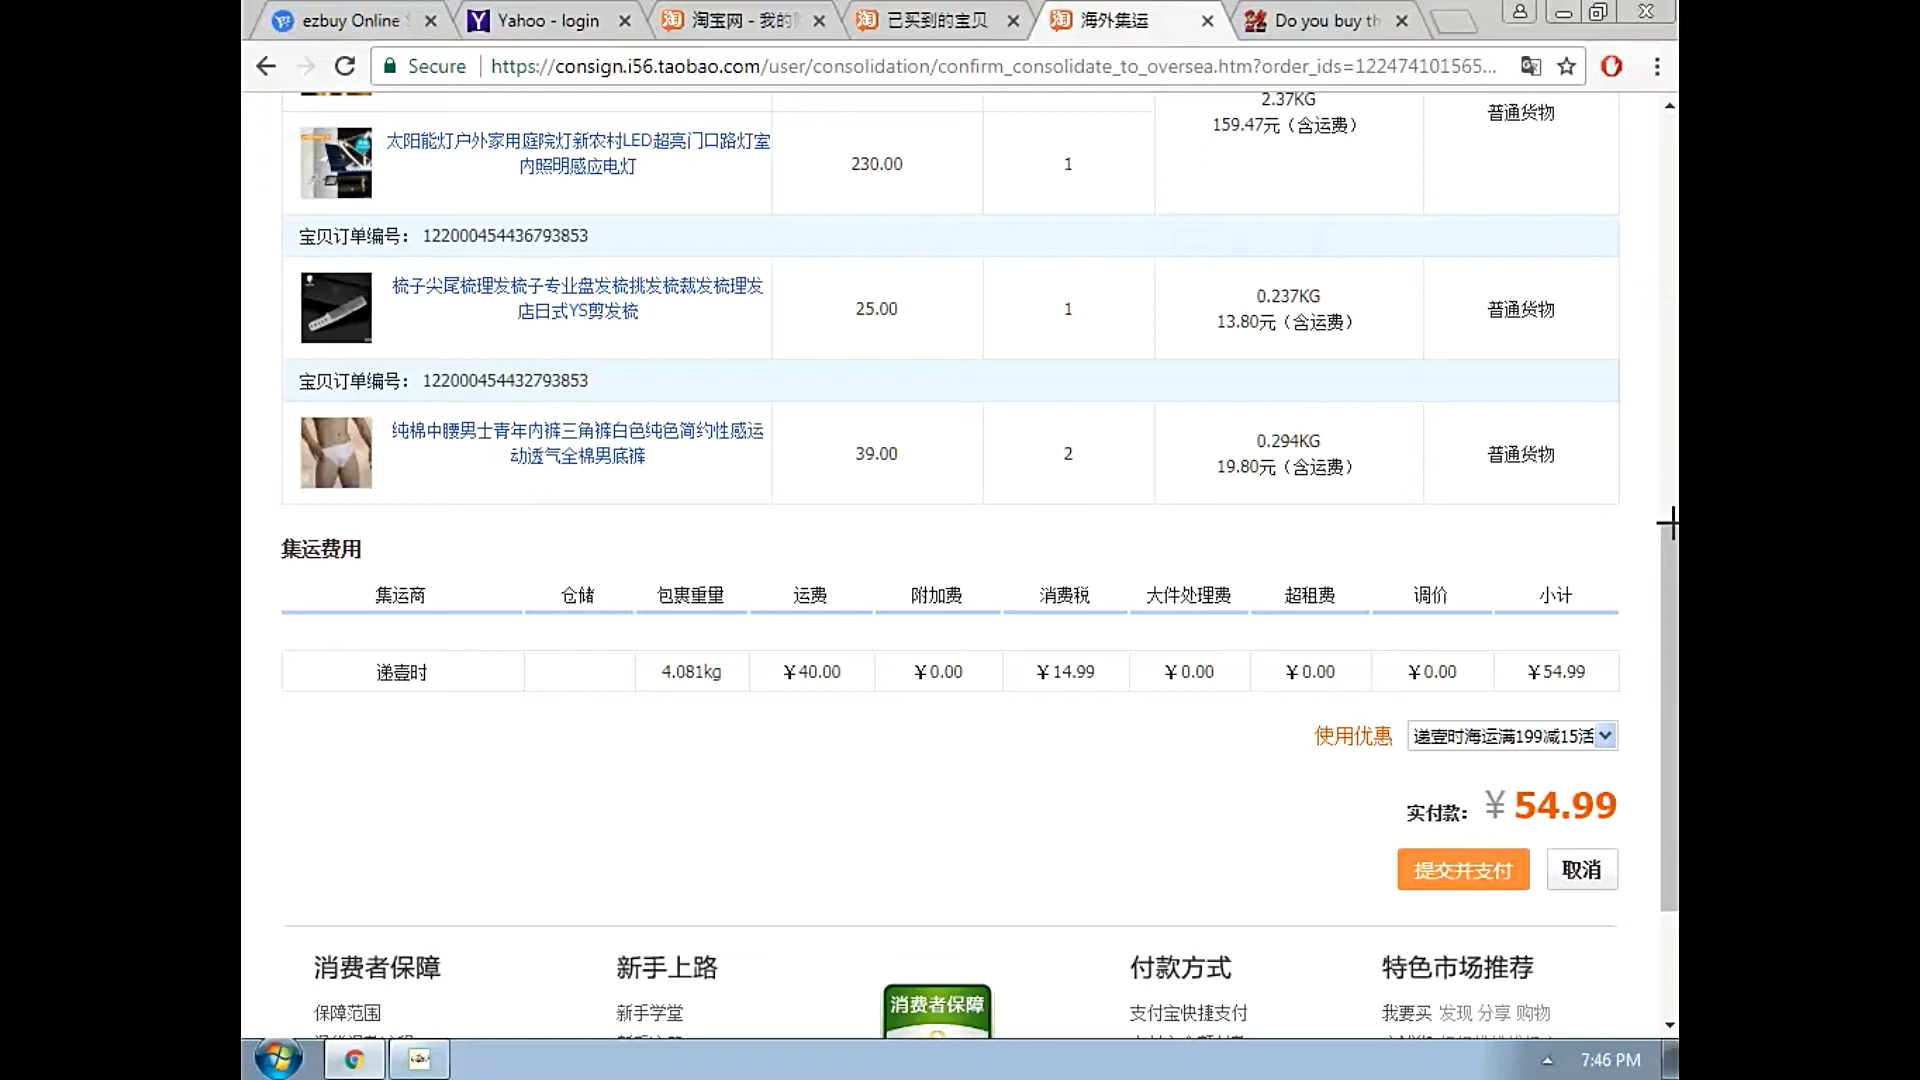 ezbuy Online S
Yahoo - login
淘宝网 - 我的
已买到的宝贝
海外集运
Do you buy th
Secure
https://consign.i56.taobao.com/user/consolidation/confirm_consolidate_to_oversea.htm?order_ids=122474101565...
2.37KG
159.47元（含运费）
普通货物
太阳能灯户外家用庭院灯新农村LED超亮门口路灯室
内照明感应电灯
230.00
1
宝贝订单编号： 122000454436793853
梳子尖尾梳理发梳子专业盘发梳挑发梳裁发梳理发
店日式YS剪发梳
25.00
1
0.237KG
13.80元（含运费）
普通货物
宝贝订单编号： 122000454432793853
纯棉中腰男士青年内裤三角裤白色纯色简约性感运
动透气全棉男底裤
39.00
2
0.294KG
19.80元（含运费）
普通货物
集运费用
集运商 仓储 包裹重量 运费 附加费 消费税 大件处理费 超租费 调价 小计
递壹时 4.081kg ￥40.00 ￥0.00 ￥14.99 ￥0.00 ￥0.00 ￥0.00 ￥54.99
使用优惠 递壹时海运满199减15活
实付款： ￥54.99
提交并支付 取消
消费者保障 新手上路 付款方式 特色市场推荐
保障范围 新手学堂 消费者保障 支付宝快捷支付 我要买 发现 分享 购物
7:46 PM